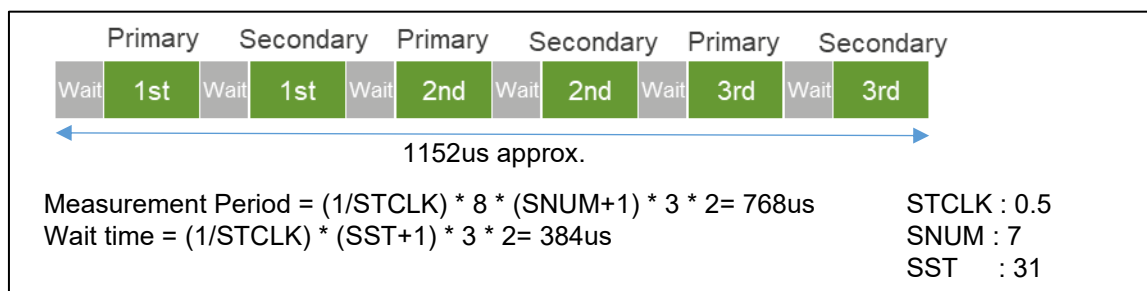 Primary Secondary Primary Secondary Primary Secondary
Wait 1st Wait 1st Wait 2nd Wait 2nd Wait 3rd Wait 3rd
1152us approx.
Measurement Period = (1/STCLK) * 8 * (SNUM+1) * 3 * 2= 768us STCLK : 0.5
Wait time = (1/STCLK) * (SST+1) * 3 * 2= 384us SNUM : 7
SST : 31